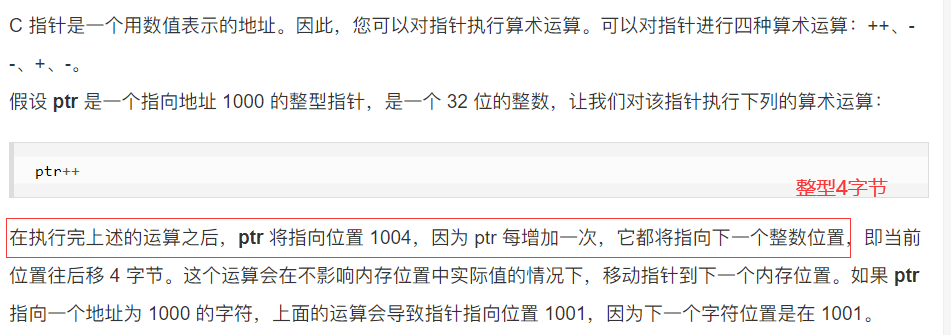 C 指针是一个用数值表示的地址。因此，您可以对指针执行算术运算。可以对指针进行四种算术运算：++、-
-、+、-。
假设 ptr 是一个指向地址 1000 的整型指针，是一个 32 位的整数，让我们对该指针执行下列的算术运算：
ptr++
整型4字节
在执行完上述的运算之后，ptr 将指向位置 1004，因为 ptr 每增加一次，它都将指向下一个整数位置，即当前
位置往后移 4 字节。这个运算会在不影响内存位置中实际值的情况下，移动指针到下一个内存位置。如果 ptr
指向一个地址为 1000 的字符，上面的运算会导致指针指向位置 1001，因为下一个字符位置是在 1001。